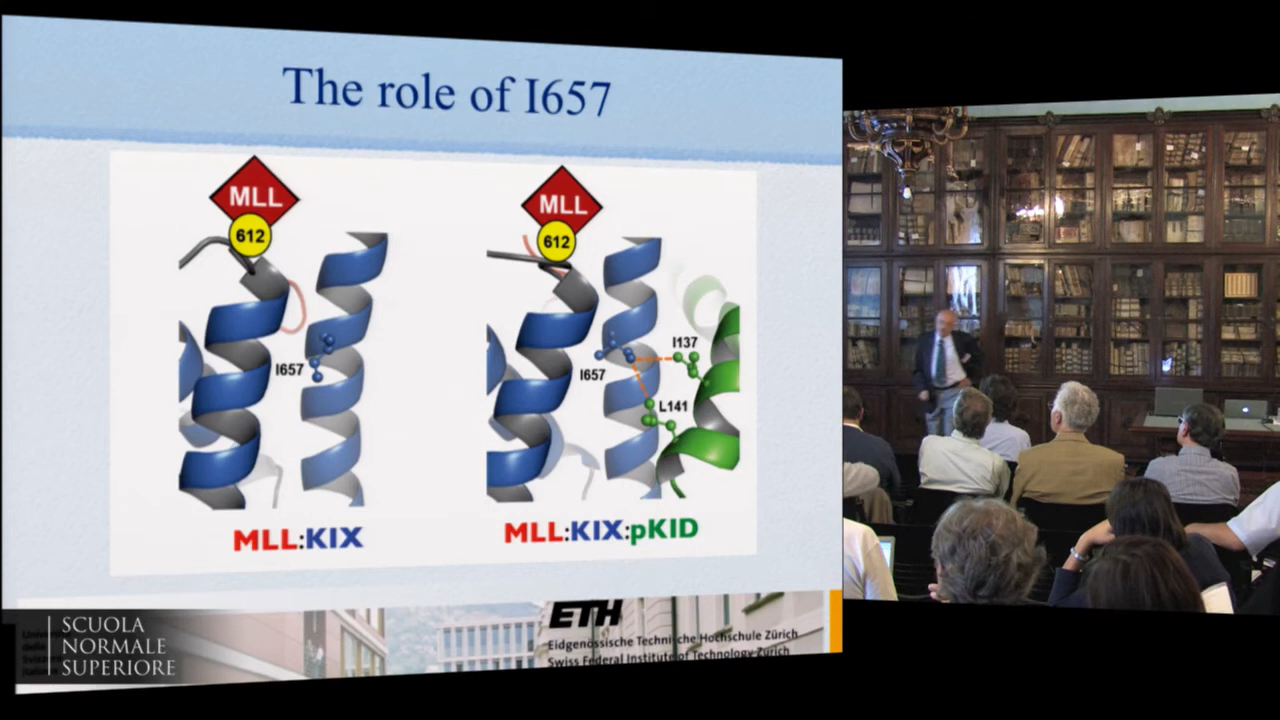 The role of I657
MLL
612
I657
MLL:KIX
MLL
612
I657
I137
L141
MLL:KIX:pKID
SCUOLA
NORMALE
SUPERIORE
ETH
Eidgenössische Technische Hochschule Zürich
Swiss Federal Institute of Technology Zurich